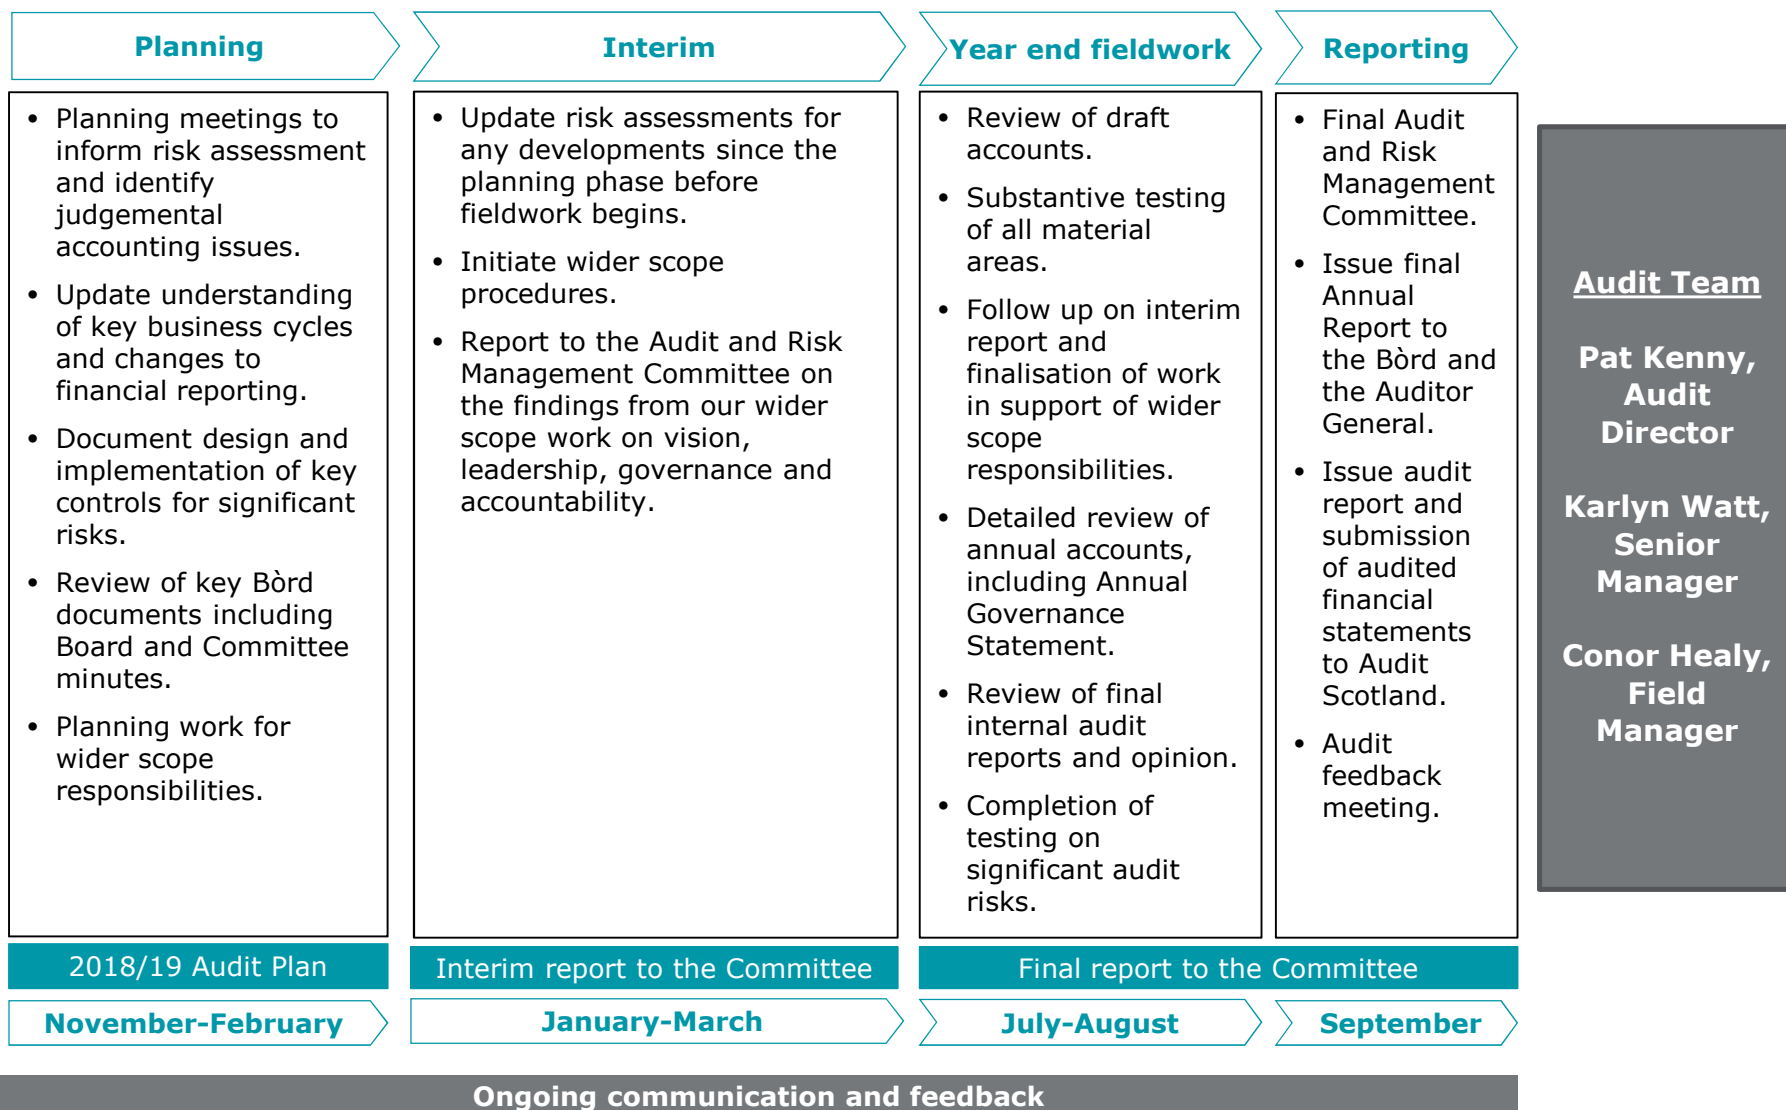 Planning
Interim
Year end fieldwork
Reporting
• Planning meetings to
inform risk assessment
and identify
judgemental
accounting issues.
• Update understanding
of key business cycles
and changes to
financial reporting.
• Document design and
implementation of key
controls for significant
risks.
• Review of key Bòrd
documents including
Board and Committee
minutes.
• Planning work for
wider scope
responsibilities.
• Update risk assessments for
any developments since the
planning phase before
fieldwork begins.
• Initiate wider scope
procedures.
• Report to the Audit and Risk
Management Committee on
the findings from our wider
scope work on vision,
leadership, governance and
accountability.
• Review of draft
accounts.
• Substantive testing
of all material
areas.
• Follow up on interim
report and
finalisation of work
in support of wider
scope
responsibilities.
• Detailed review of
annual accounts,
including Annual
Governance
Statement.
• Review of final
internal audit
reports and opinion.
• Completion of
testing on
significant audit
risks.
• Final Audit
and Risk
Management
Committee.
• Issue final
Annual
Report to
the Bòrd and
the Auditor
General.
• Issue audit
report and
submission
of audited
financial
statements
to Audit
Scotland.
• Audit
feedback
meeting.
Audit Team
Pat Kenny,
Audit
Director
Karlyn Watt,
Senior
Manager
Conor Healy,
Field
Manager
2018/19 Audit Plan
Interim report to the Committee
Final report to the Committee
November-February
January-March
July-August
September
Ongoing communication and feedback